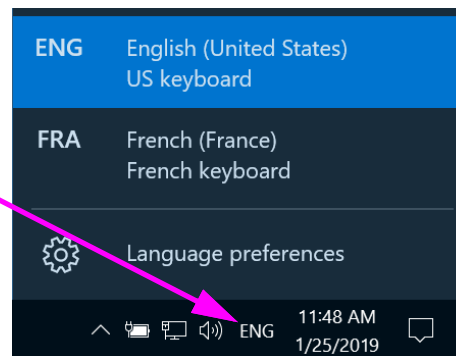 ENG English (United States)
US keyboard
FRA French (France)
French keyboard
Language preferences
ENG 11:48 AM
1/25/2019